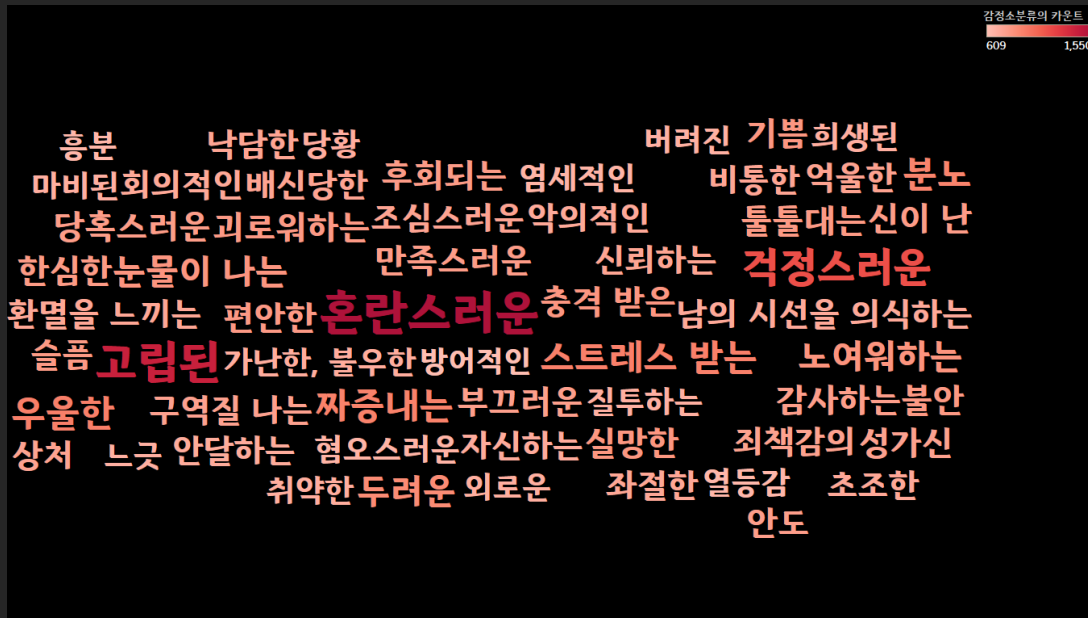 감정소분류의 카운트
609 1,550
흥분 낙담한 당황 버려진 기쁨 희생된
마비된 회의적인 배신당한 후회되는 염세적인 비통한 억울한 분노
당혹스러운 괴로워하는 조심스러운 악의적인 툴툴대는 신이 난
한심한 눈물이 나는 만족스러운 신뢰하는 걱정스러운
환멸을 느끼는 편안한 혼란스러운 충격 받은 남의 시선을 의식하는
슬픔 고립된 가난한, 불우한 방어적인 스트레스 받는 노여워하는
우울한 구역질 나는 짜증내는 부끄러운 질투하는 감사하는 불안
상처 느긋 안달하는 혐오스러운 자신하는 실망한 죄책감의 성가신
취약한 두려운 외로운 좌절한 열등감 초조한
안도